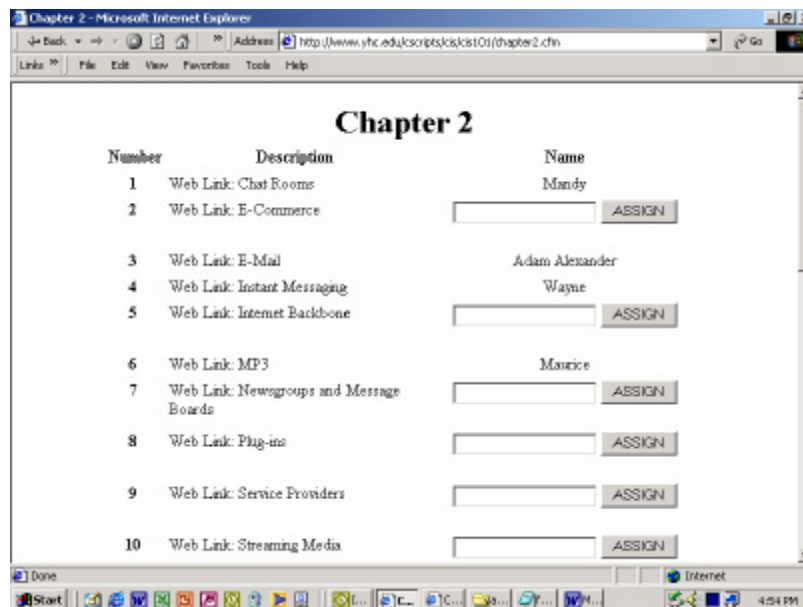 Chapter 2 - Microsoft Internet Explorer
Back Address http://www.yhc.edu/cscripts/cis/cis101/chapter2.cfm Go
Links File Edit View Favorites Tools Help
Chapter 2
Number Description Name
1 Web Link: Chat Rooms Mandy
2 Web Link: E-Commerce ASSIGN
3 Web Link: E-Mail Adam Alexander
4 Web Link: Instant Messaging Wayne
5 Web Link: Internet Backbone ASSIGN
6 Web Link: MP3 Maurice
7 Web Link: Newsgroups and Message
Boards ASSIGN
8 Web Link: Plug-ins ASSIGN
9 Web Link: Service Providers ASSIGN
10 Web Link: Streaming Media ASSIGN
Done Internet
Start 4:54 PM